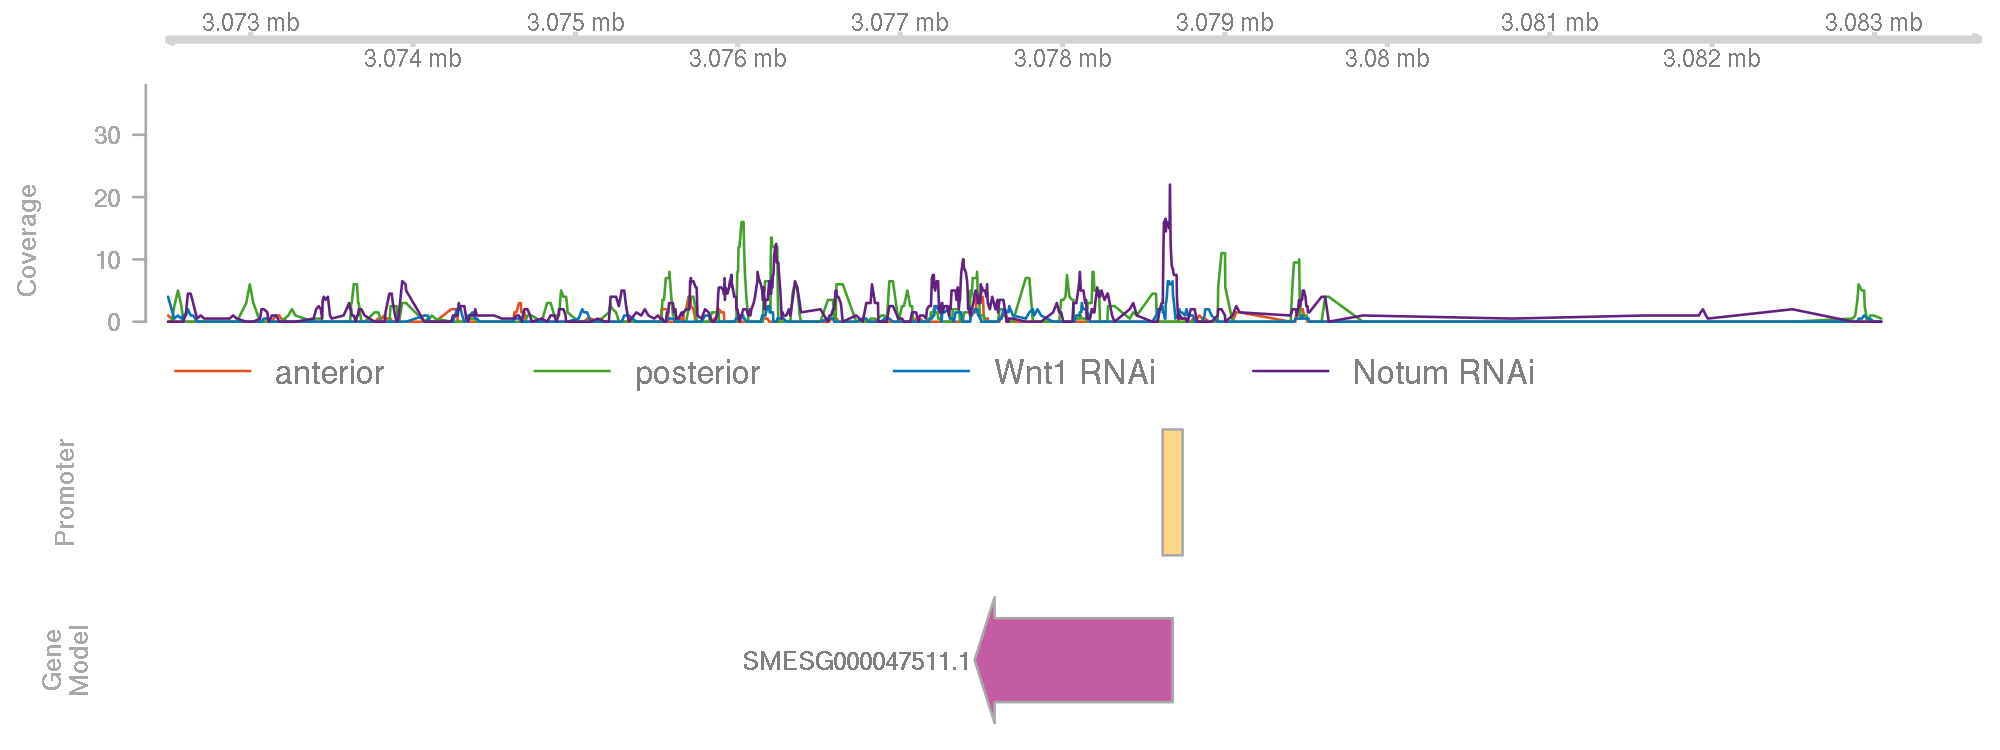 3.073 mb 3.075 mb 3.077 mb 3.079 mb 3.081 mb 3.083 mb
3.074 mb 3.076 mb 3.078 mb 3.08 mb 3.082 mb
Coverage
30
20
10
0
anterior posterior Wnt1 RNAi Notum RNAi
Promoter
0
Gene
Model
SMESG000047511.1